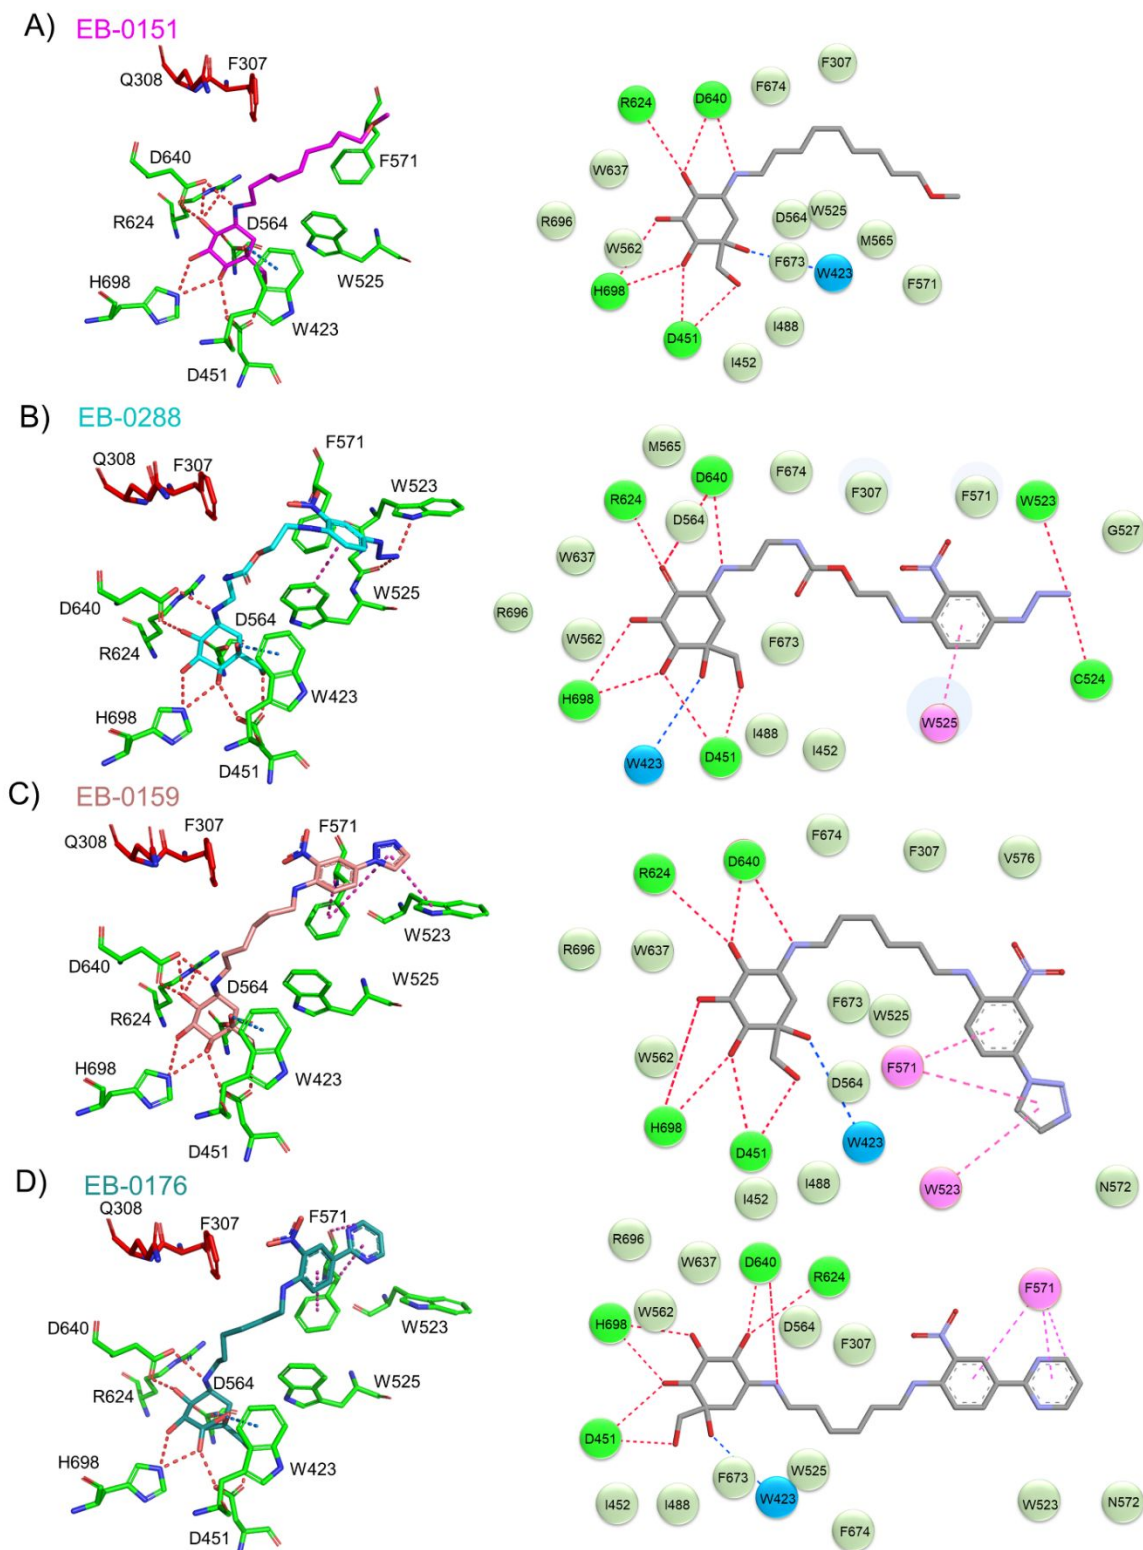 A) EB-0151
Q308
F307
D640
F571
R624
D564
W525
H698
W423
D451
F307
F674
D640
R624
W637
R696
D564
W525
W562
M565
F673
W423
F571
H698
I488
D451
I452
B) EB-0288
Q308
F307
F571
W523
W525
D640
D564
R624
W423
H698
D451
M565
D640
F674
F307
F571
W523
R624
D564
G527
W637
R696
W562
F673
H698
C524
W525
W423
D451
I488
I452
C) EB-0159
Q308
F307
F571
W523
D640
D564
W525
R624
H698
W423
D451
F674
F307
V576
D640
R624
R696
W637
F673
W525
W562
F571
D564
H698
W423
D451
I488
I452
W523
N572
D) EB-0176
Q308
F307
F571
W523
D640
D564
W525
R624
W423
H698
D451
R696
W637
D640
R624
F571
W562
H698
D564
F307
D451
F673
W525
I452
I488
W423
F674
W523
N572